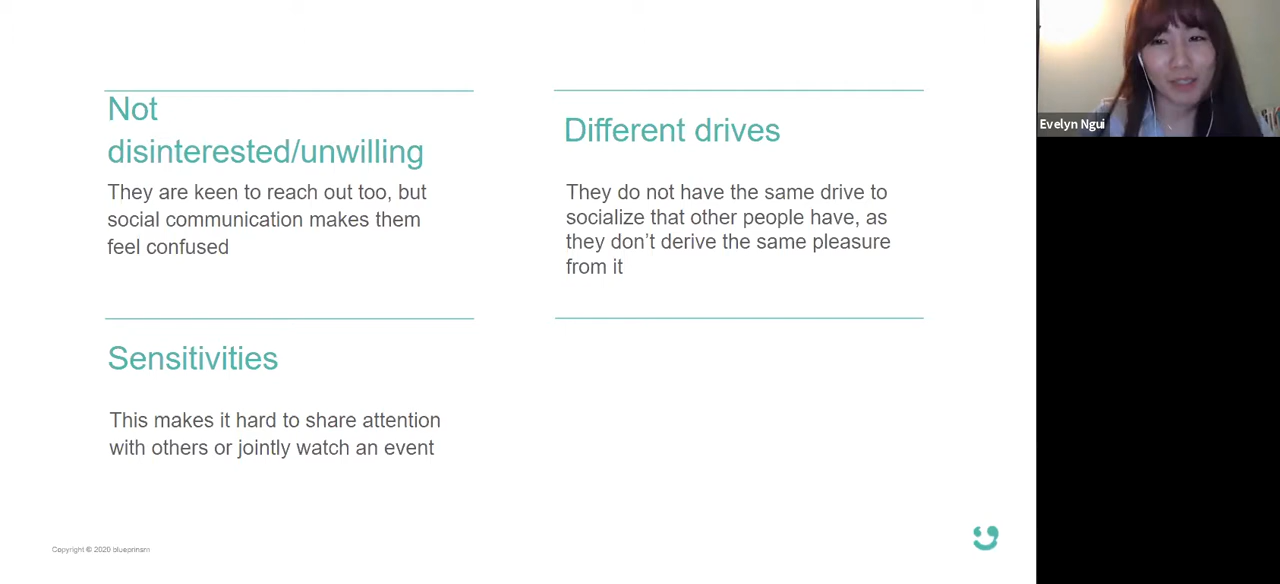 Not
disinterested/unwilling
They are keen to reach out too, but
social communication makes them
feel confused
Different drives
They do not have the same drive to
socialize that other people have, as
they don't derive the same pleasure
from it
Sensitivities
This makes it hard to share attention
with others or jointly watch an event
Copyright © 2020 blueprinsm
Evelyn Ngui